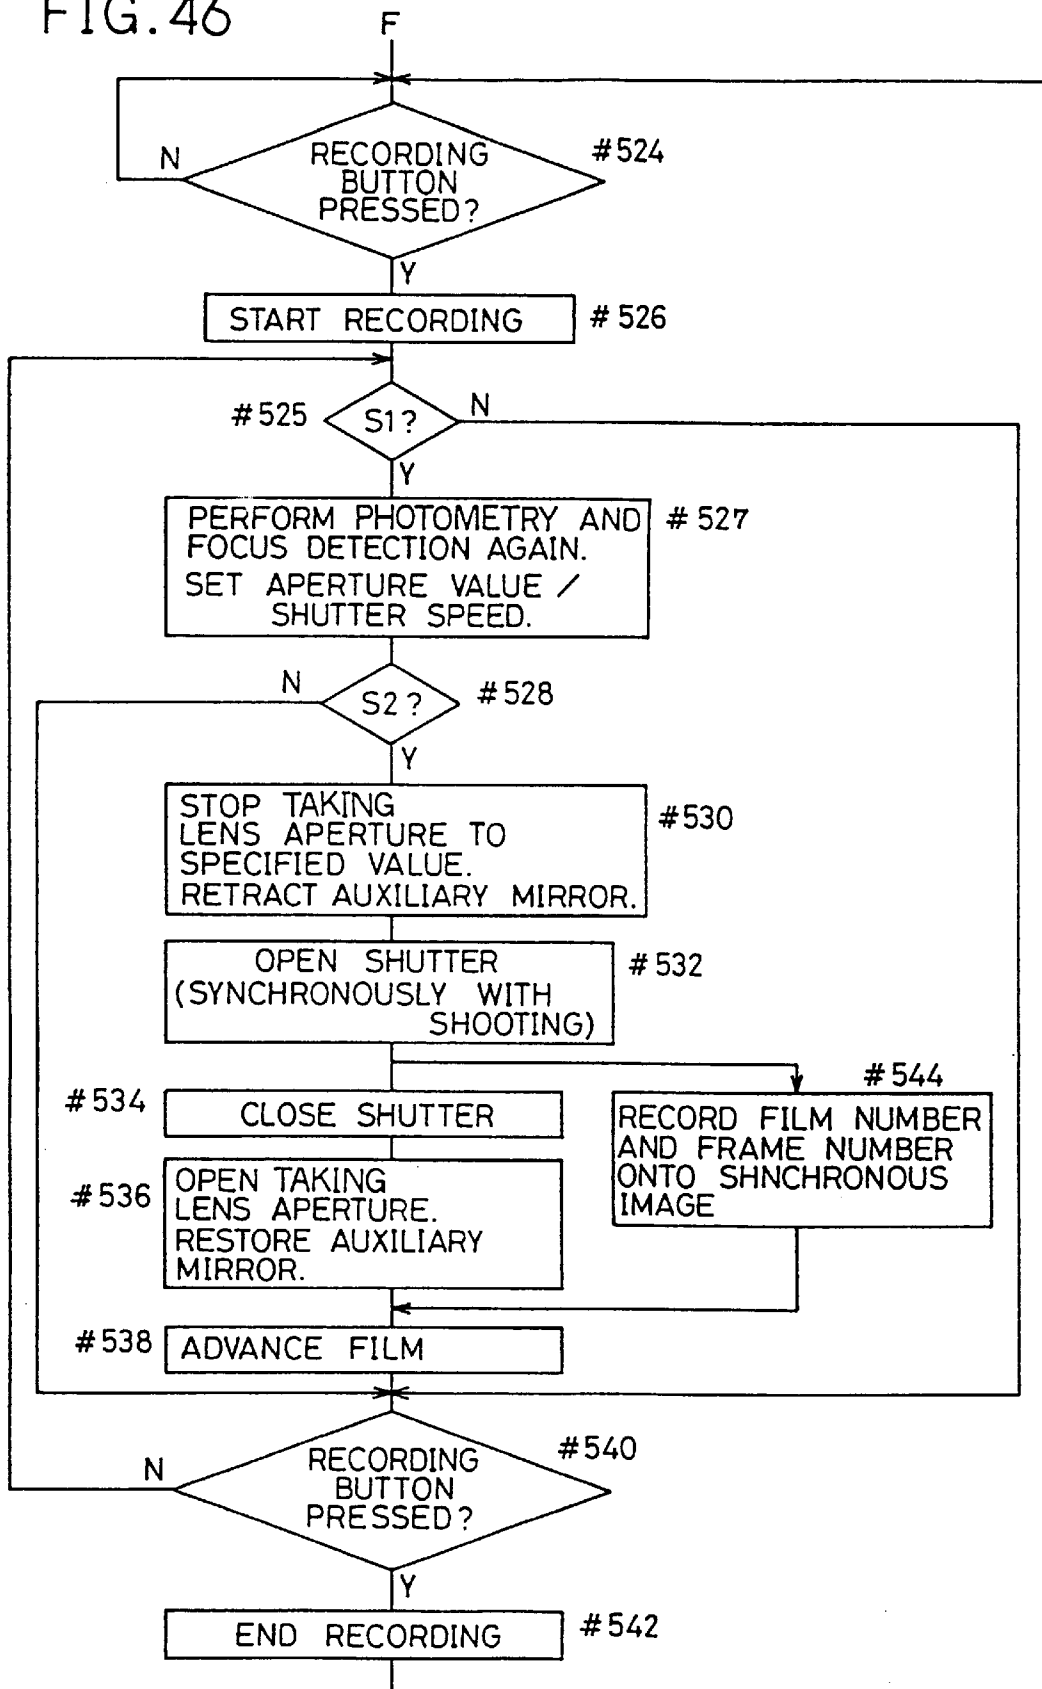 FIG. 46
F
N
RECORDING
BUTTON
PRESSED?
#524
Y
START RECORDING
#526
#525
S1?
N
Y
PERFORM PHOTOMETRY AND
FOCUS DETECTION AGAIN.
SET APERTURE VALUE /
SHUTTER SPEED.
#527
N
S2?
#528
Y
STOP TAKING
LENS APERTURE TO
SPECIFIED VALUE.
RETRACT AUXILIARY MIRROR.
#530
OPEN SHUTTER
(SYNCHRONOUSLY WITH
SHOOTING)
#532
#534
CLOSE SHUTTER
#544
RECORD FILM NUMBER
AND FRAME NUMBER
ONTO SHNCHRONOUS
IMAGE
#536
OPEN TAKING
LENS APERTURE.
RESTORE AUXILIARY
MIRROR.
#538
ADVANCE FILM
N
RECORDING
BUTTON
PRESSED?
#540
Y
END RECORDING
#542